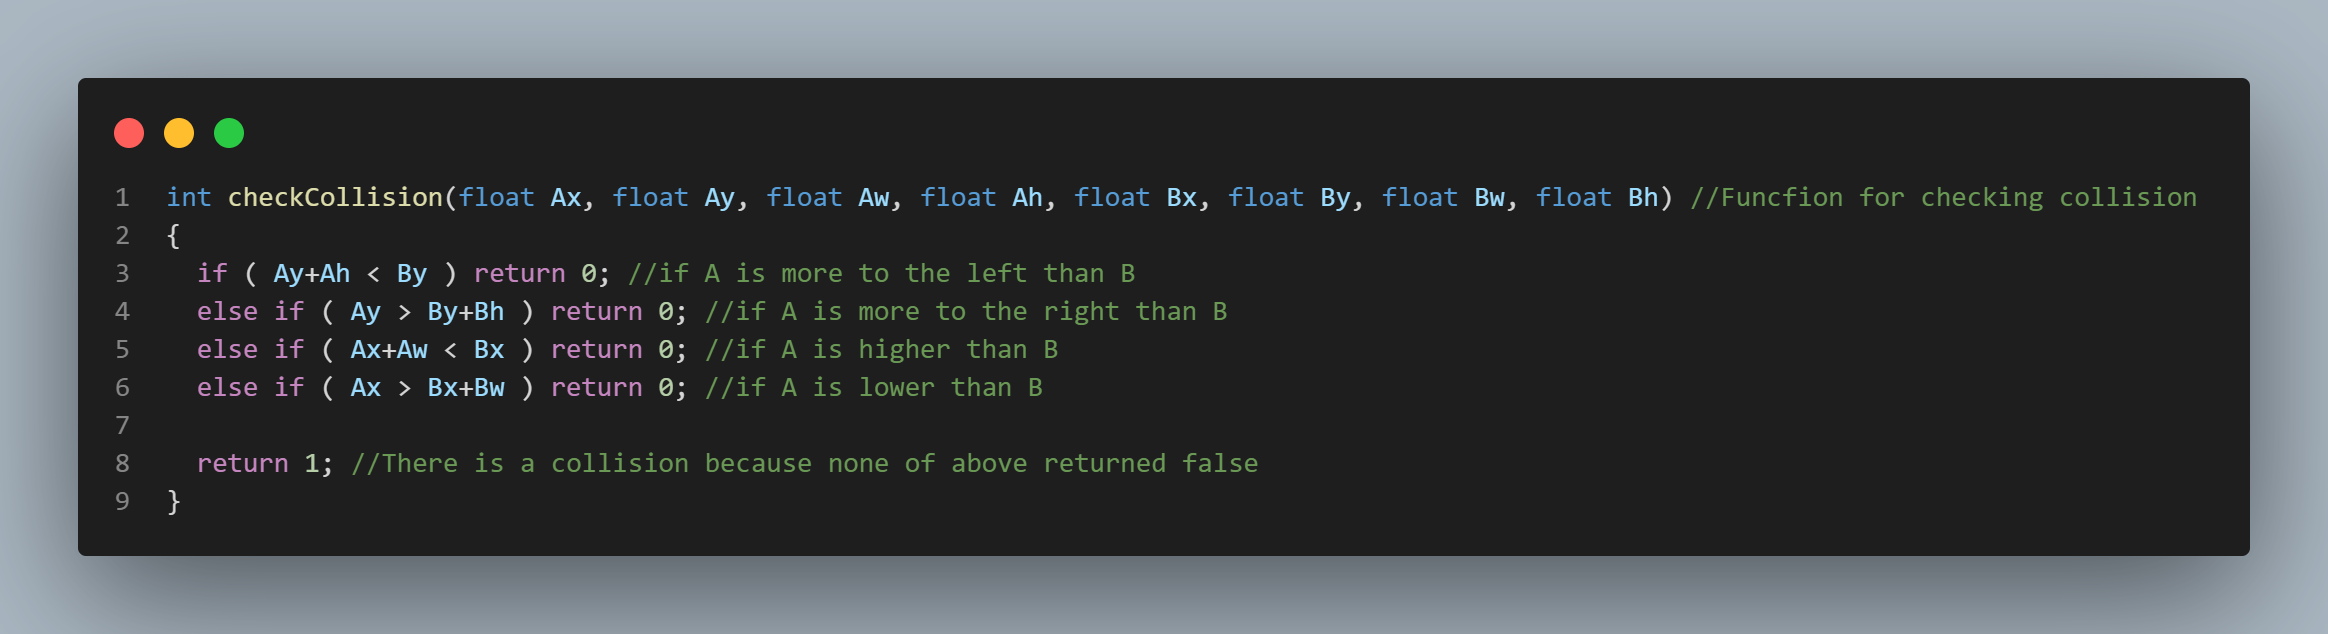 1 int checkCollision(float Ax, float Ay, float Aw, float Ah, float Bx, float By, float Bw, float Bh) //Funcfion for checking collision
2 {
3   if ( Ay+Ah < By ) return 0; //if A is more to the left than B
4   else if ( Ay > By+Bh ) return 0; //if A is more to the right than B
5   else if ( Ax+Aw < Bx ) return 0; //if A is higher than B
6   else if ( Ax > Bx+Bw ) return 0; //if A is lower than B
7
8   return 1; //There is a collision because none of above returned false
9 }